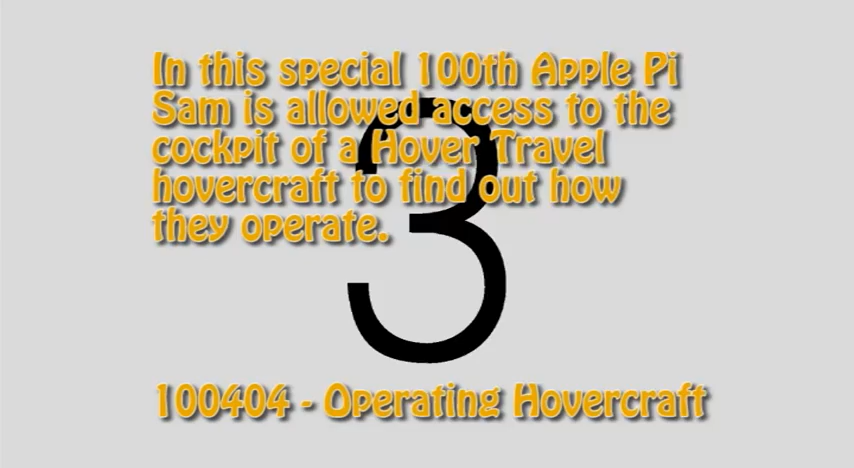 In this special 100th Apple Pi
Sam is allowed access to the
cockpit of a Hover Travel
hovercraft to find out how
they operate.
3
100404 - Operating Hovercraft